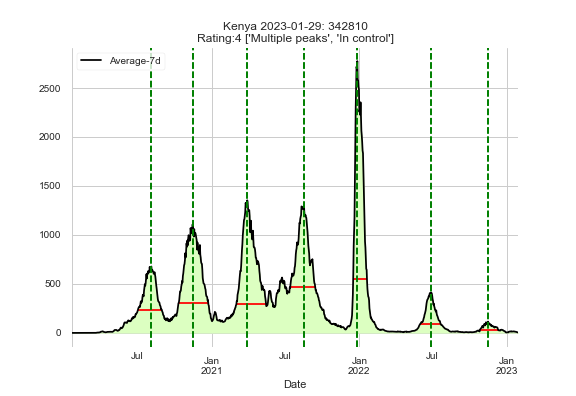 Kenya 2023-01-29: 342810
Rating:4 ['Multiple peaks', 'In control']
Average-7d
2500
2000
1500
1000
500
0
Jul
Jan
2021
Jul
Jan
2022
Jul
Jan
2023
Date